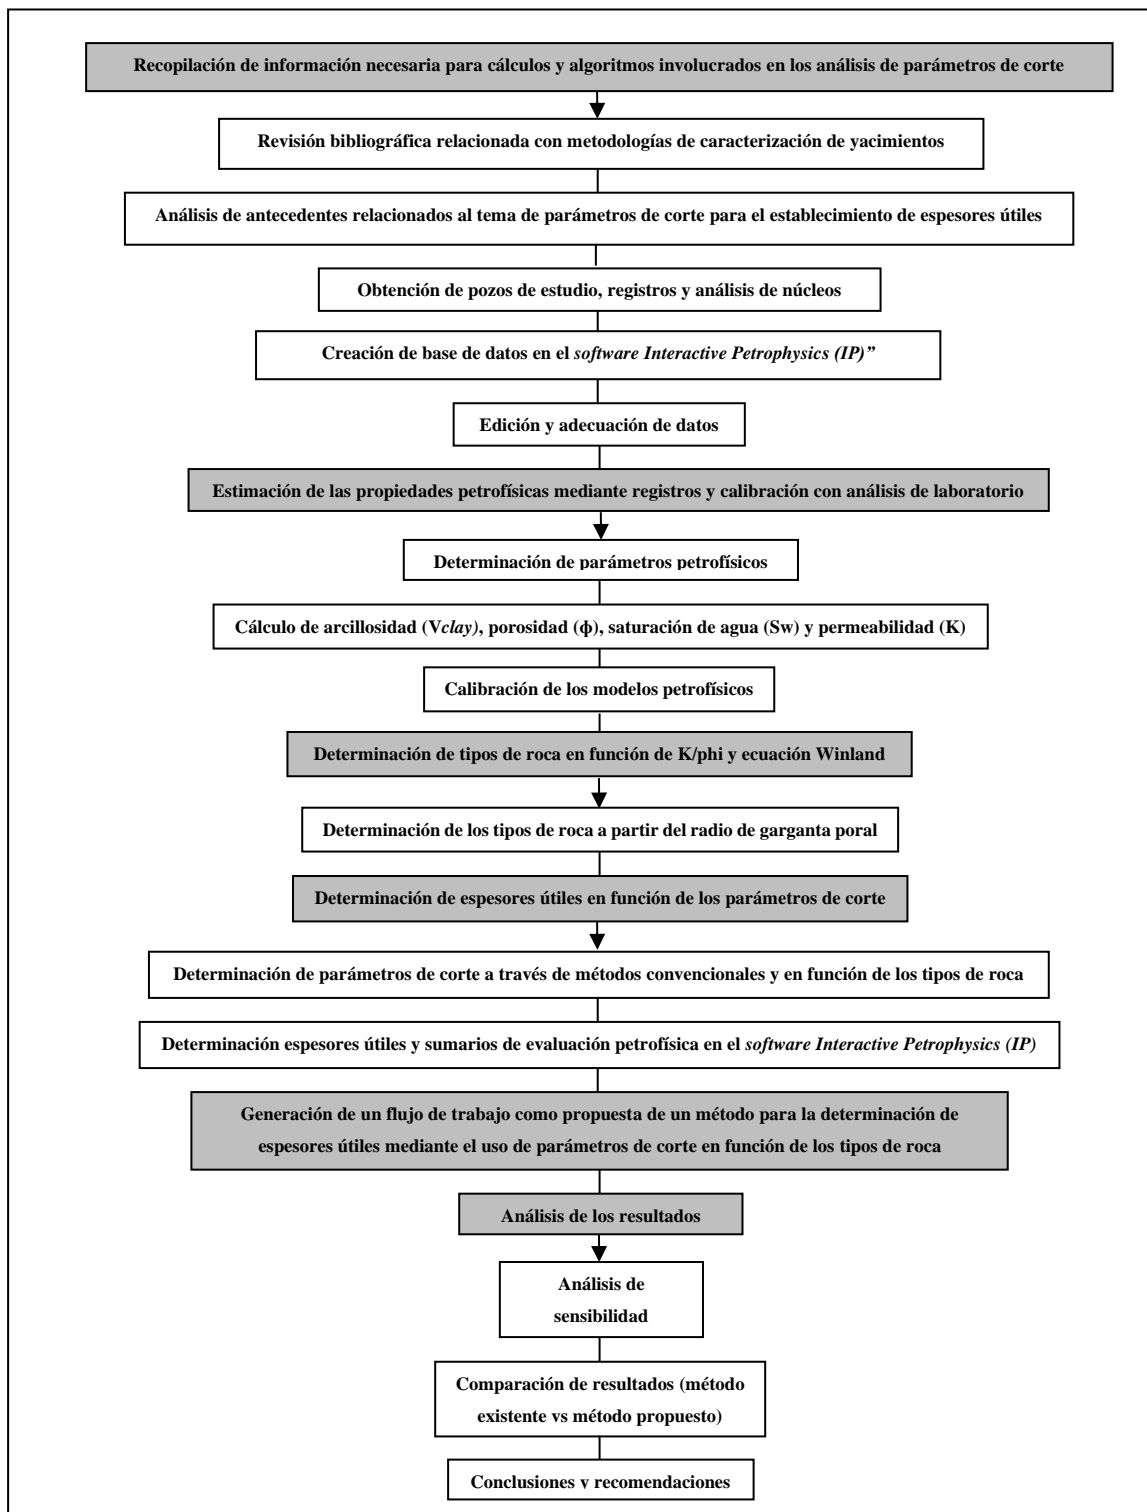 Recopilación de información necesaria para cálculos y algoritmos involucrados en los análisis de parámetros de corte
Revisión bibliográfica relacionada con metodologías de caracterización de yacimientos
Análisis de antecedentes relacionados al tema de parámetros de corte para el establecimiento de espesores útiles
Obtención de pozos de estudio, registros y análisis de núcleos
Creación de base de datos en el software Interactive Petrophysics (IP)”
Edición y adecuación de datos
Estimación de las propiedades petrofísicas mediante registros y calibración con análisis de laboratorio
Determinación de parámetros petrofísicos
Cálculo de arcillosidad (Vclay), porosidad (ϕ), saturación de agua (Sw) y permeabilidad (K)
Calibración de los modelos petrofísicos
Determinación de tipos de roca en función de K/phi y ecuación Winland
Determinación de los tipos de roca a partir del radio de garganta poral
Determinación de espesores útiles en función de los parámetros de corte
Determinación de parámetros de corte a través de métodos convencionales y en función de los tipos de roca
Determinación espesores útiles y sumarios de evaluación petrofísica en el software Interactive Petrophysics (IP)
Generación de un flujo de trabajo como propuesta de un método para la determinación de
espesores útiles mediante el uso de parámetros de corte en función de los tipos de roca
Análisis de los resultados
Análisis de
sensibilidad
Comparación de resultados (método
existente vs método propuesto)
Conclusiones y recomendaciones